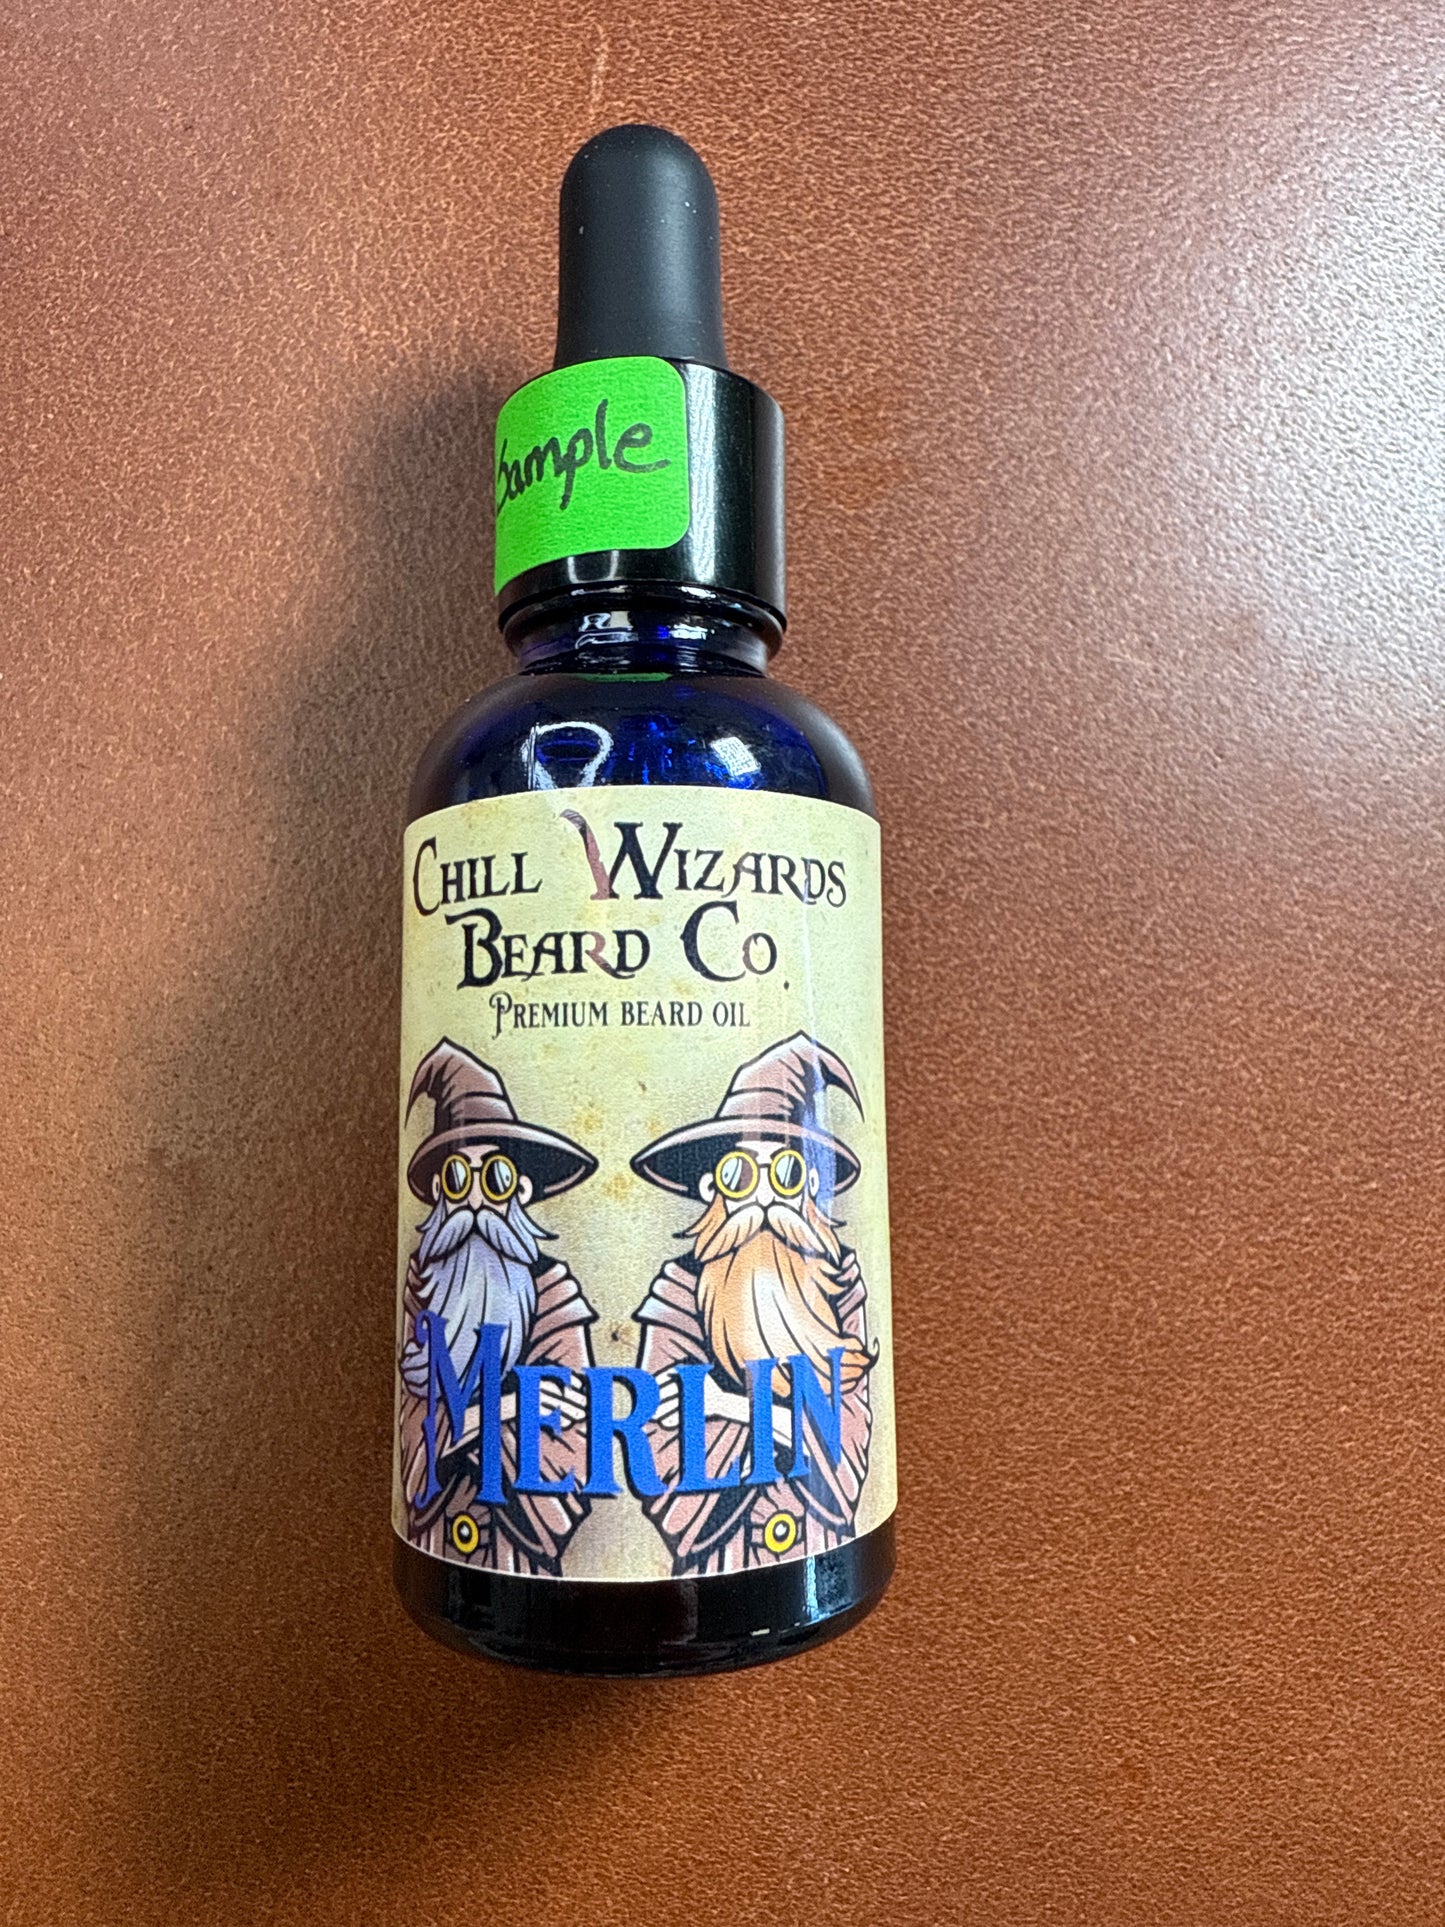 Sample
CHILL WIZARDS
BEARD CO.
PREMIUM BEARD OIL
MERLIN